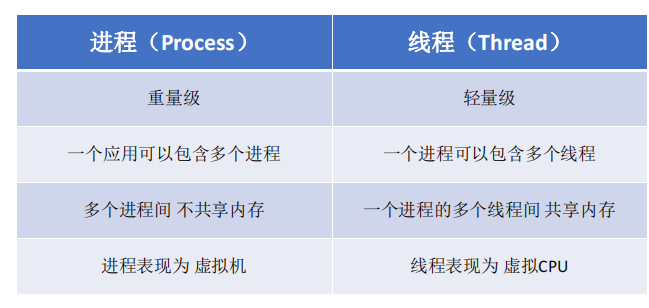 进程（Process） 线程（Thread）
重量级 轻量级
一个应用可以包含多个进程 一个进程可以包含多个线程
多个进程间 不共享内存 一个进程的多个线程间 共享内存
进程表现为 虚拟机 线程表现为 虚拟CPU